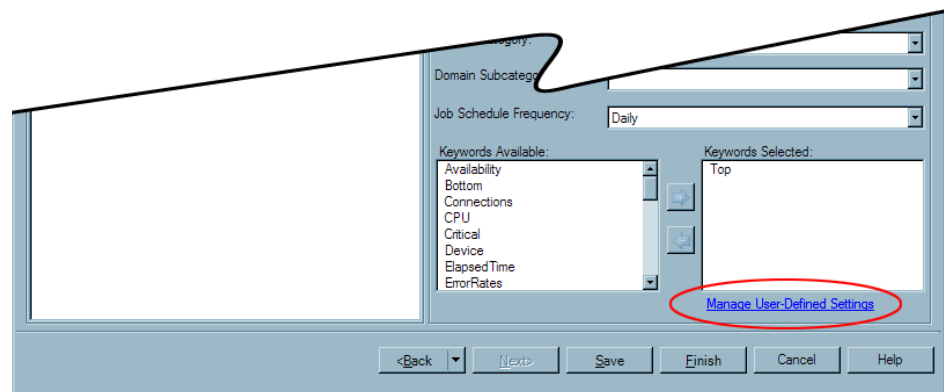 Domain Subcatego
Job Schedule Frequency: Daily
Keywords Available: Keywords Selected:
Availability Top
Bottom
Connections
CPU
Critical
Device
ElapsedTime
ErrorRates
Manage User-Defined Settings
<Back Next> Save Finish Cancel Help